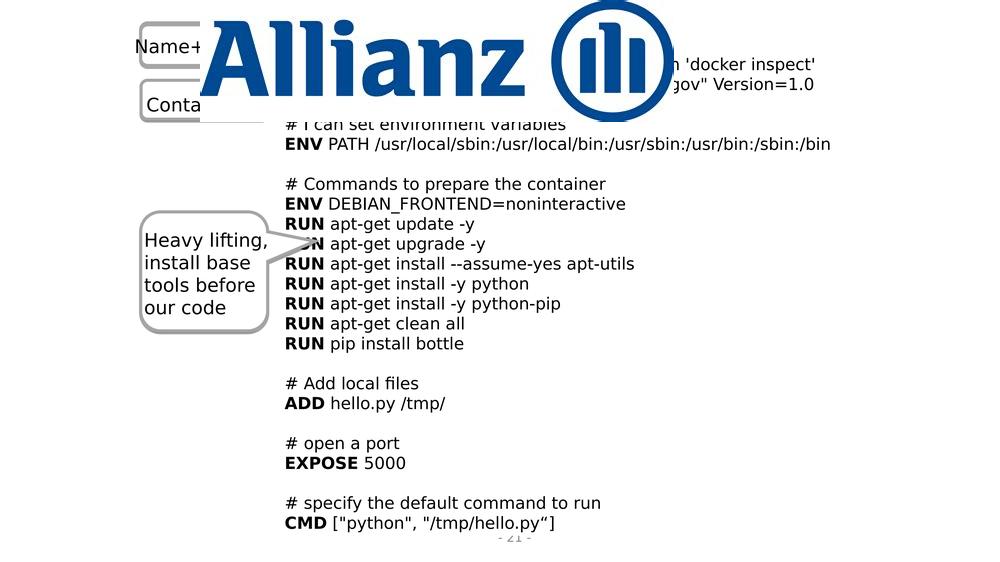 Name+
Allianz
'docker inspect'
gov" Version=1.0
Conta
# I can set environment variables
ENV PATH /usr/local/sbin:/usr/local/bin:/usr/sbin:/usr/bin:/sbin:/bin
# Commands to prepare the container
ENV DEBIAN_FRONTEND=noninteractive
RUN apt-get update -y
RUN apt-get upgrade -y
RUN apt-get install --assume-yes apt-utils
RUN apt-get install -y python
RUN apt-get install -y python-pip
RUN apt-get clean all
RUN pip install bottle
Heavy lifting,
install base
tools before
our code
# Add local files
ADD hello.py /tmp/
# open a port
EXPOSE 5000
# specify the default command to run
CMD ["python", "/tmp/hello.py“]
- 21 -